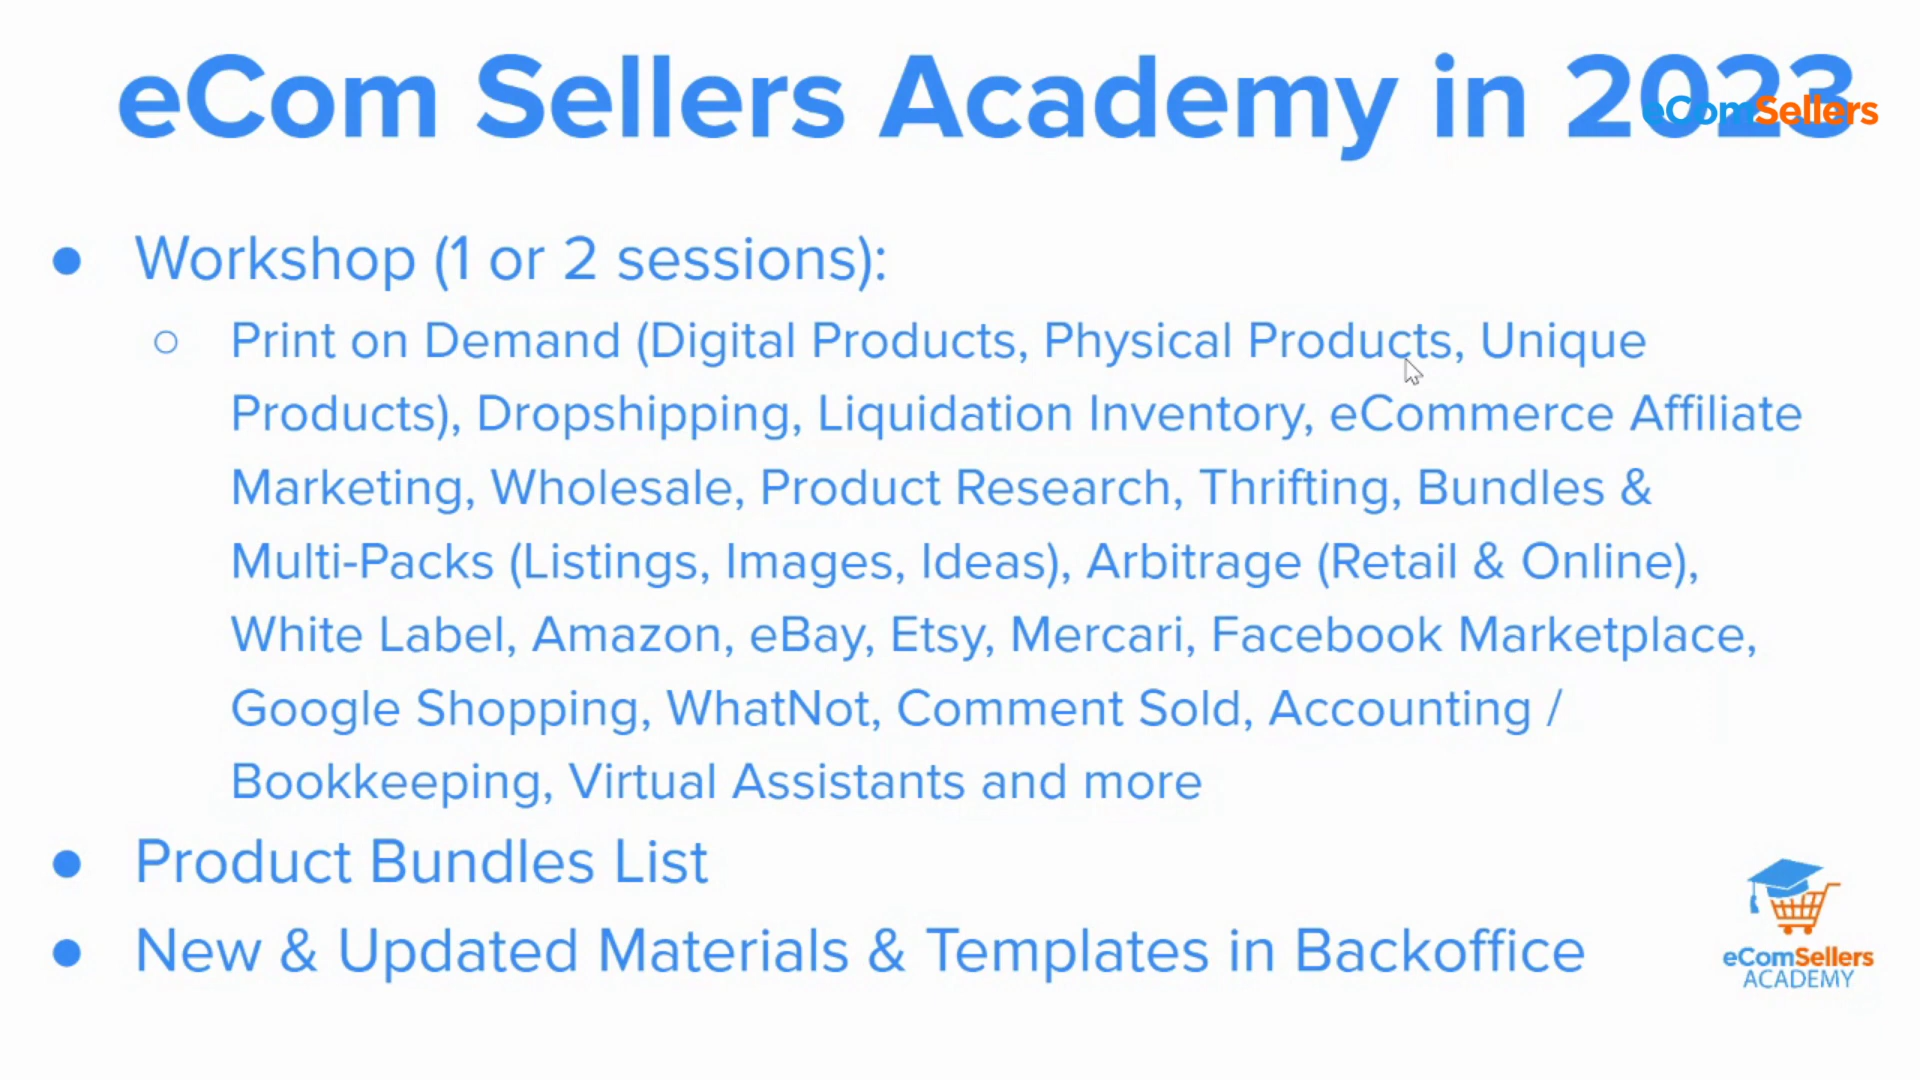 eCom Sellers Academy in 2023
eComSellers
● Workshop (1 or 2 sessions):
○ Print on Demand (Digital Products, Physical Products, Unique
Products), Dropshipping, Liquidation Inventory, eCommerce Affiliate
Marketing, Wholesale, Product Research, Thrifting, Bundles &
Multi-Packs (Listings, Images, Ideas), Arbitrage (Retail & Online),
White Label, Amazon, eBay, Etsy, Mercari, Facebook Marketplace,
Google Shopping, WhatNot, Comment Sold, Accounting /
Bookkeeping, Virtual Assistants and more
● Product Bundles List
● New & Updated Materials & Templates in Backoffice
eComSellers
ACADEMY